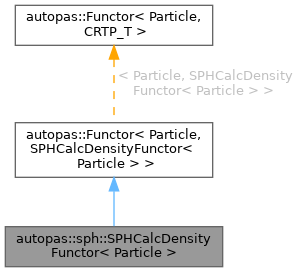 autopas::Functor< Particle,
CRTP_T >
< Particle, SPHCalcDensity
Functor< Particle > >
autopas::Functor< Particle,
SPHCalcDensityFunctor<
Particle > >
autopas::sph::SPHCalcDensity
Functor< Particle >